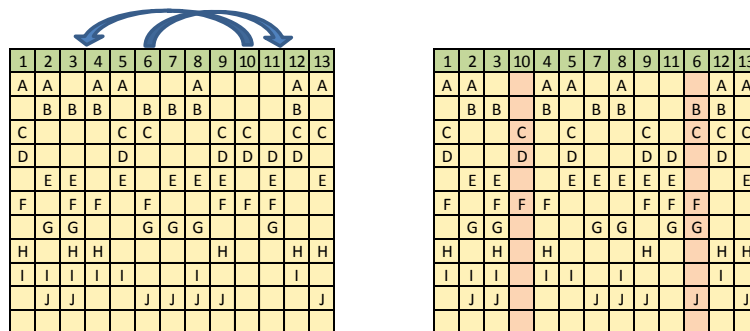 1 2 3 4 5 6 7 8 9 10 11 12 13
A A A A A A A
B B B B B B B
C C C C C C C
D D D D D D
E E E E E E E E
F F F F F F F
G G G G G G
H H H H H H
I I I I I I I
J J J J J J J
1 2 3 10 4 5 7 8 9 11 6 12 13
A A A A A A A
B B B B B B B
C C C C C C C
D D D D D D
E E E E E E E E
F F F F F F F
G G G G G G
H H H H H H
I I I I I I I
J J J J J J J